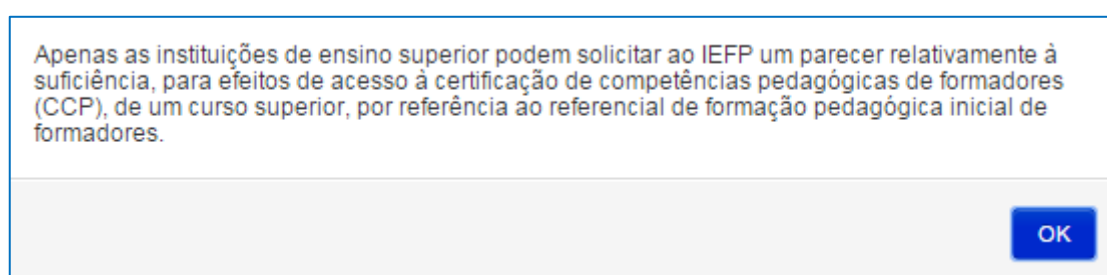 Apenas as instituições de ensino superior podem solicitar ao IEFP um parecer relativamente à
suficiência, para efeitos de acesso à certificação de competências pedagógicas de formadores
(CCP), de um curso superior, por referência ao referencial de formação pedagógica inicial de
formadores.
OK